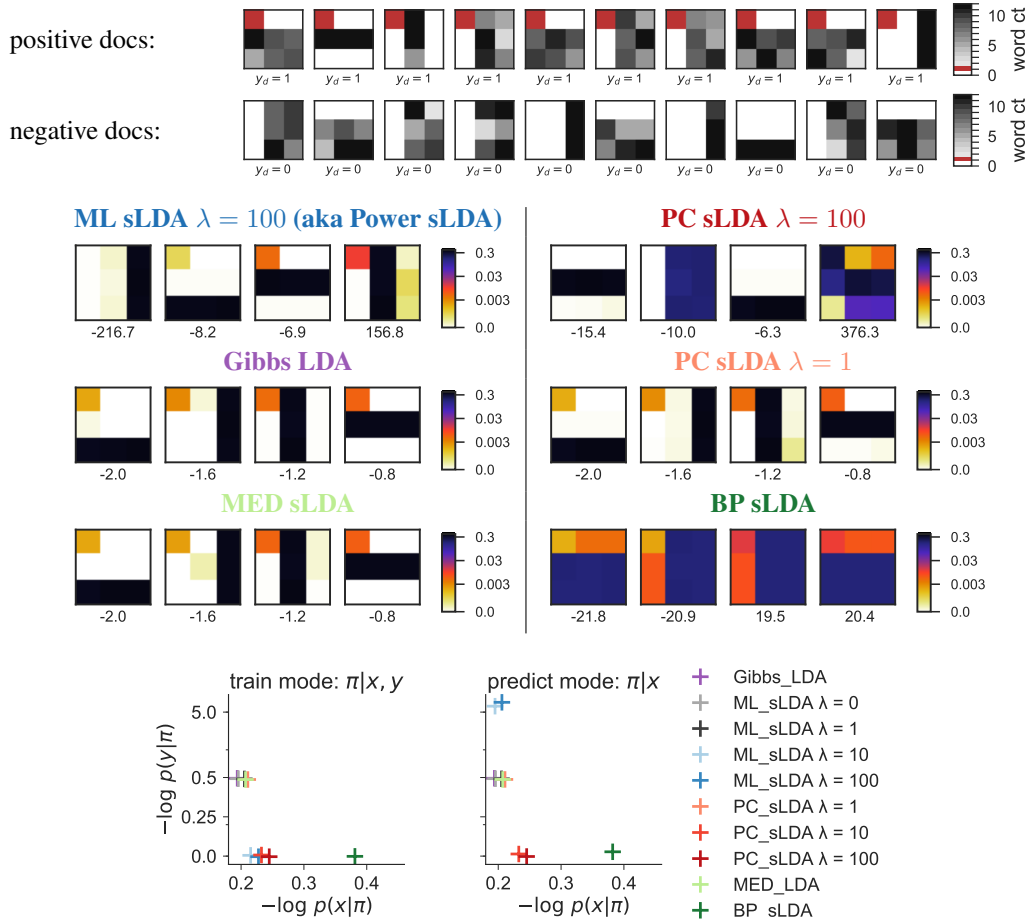 positive docs:
y_d = 1 y_d = 1 y_d = 1 y_d = 1 y_d = 1 y_d = 1 y_d = 1 y_d = 1 y_d = 1 y_d = 1
10
5
0
word ct
negative docs:
y_d = 0 y_d = 0 y_d = 0 y_d = 0 y_d = 0 y_d = 0 y_d = 0 y_d = 0 y_d = 0 y_d = 0
10
5
0
word ct
ML sLDA λ = 100 (aka Power sLDA)
-216.7 -8.2 -6.9 156.8
0.3
0.03
0.003
0.0
PC sLDA λ = 100
-15.4 -10.0 -6.3 376.3
0.3
0.03
0.003
0.0
Gibbs LDA
-2.0 -1.6 -1.2 -0.8
0.3
0.03
0.003
0.0
PC sLDA λ = 1
-2.0 -1.6 -1.2 -0.8
0.3
0.03
0.003
0.0
MED sLDA
-2.0 -1.6 -1.2 -0.8
0.3
0.03
0.003
0.0
BP sLDA
-21.8 -20.9 19.5 20.4
0.3
0.03
0.003
0.0
train mode: π|x, y
5.0
0.5
0.25
0.0
−log p(y|π)
0.2 0.3 0.4
−log p(x|π)
predict mode: π|x
0.2 0.3 0.4
−log p(x|π)
Gibbs_LDA
ML_sLDA λ = 0
ML_sLDA λ = 1
ML_sLDA λ = 10
ML_sLDA λ = 100
PC_sLDA λ = 1
PC_sLDA λ = 10
PC_sLDA λ = 100
MED_LDA
BP_sLDA